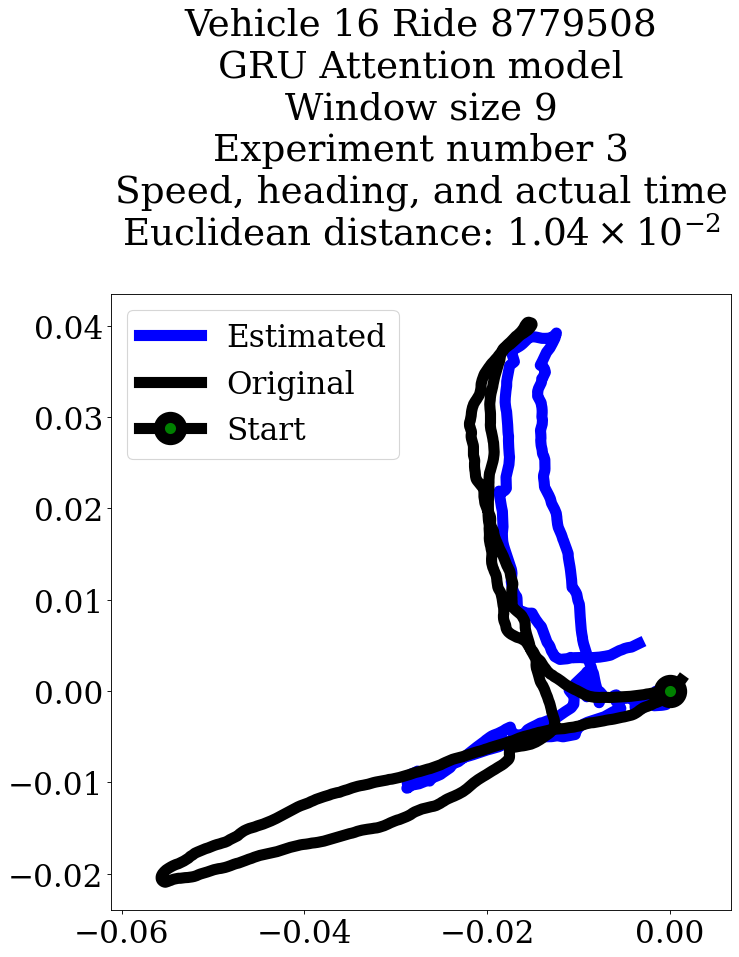 Vehicle 16 Ride 8779508
GRU Attention model
Window size 9
Experiment number 3
Speed, heading, and actual time
Euclidean distance: 1.04 × 10⁻²
Estimated
Original
Start
0.04
0.03
0.02
0.01
0.00
−0.01
−0.02
−0.06
−0.04
−0.02
0.00